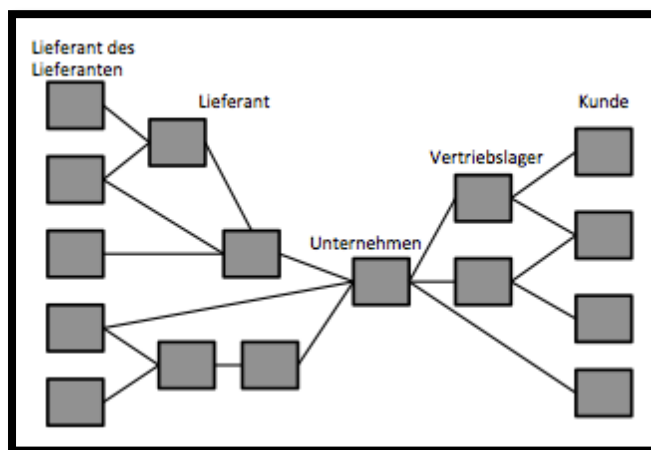 Lieferant des
Lieferanten
Lieferant
Kunde
Vertriebslager
Unternehmen